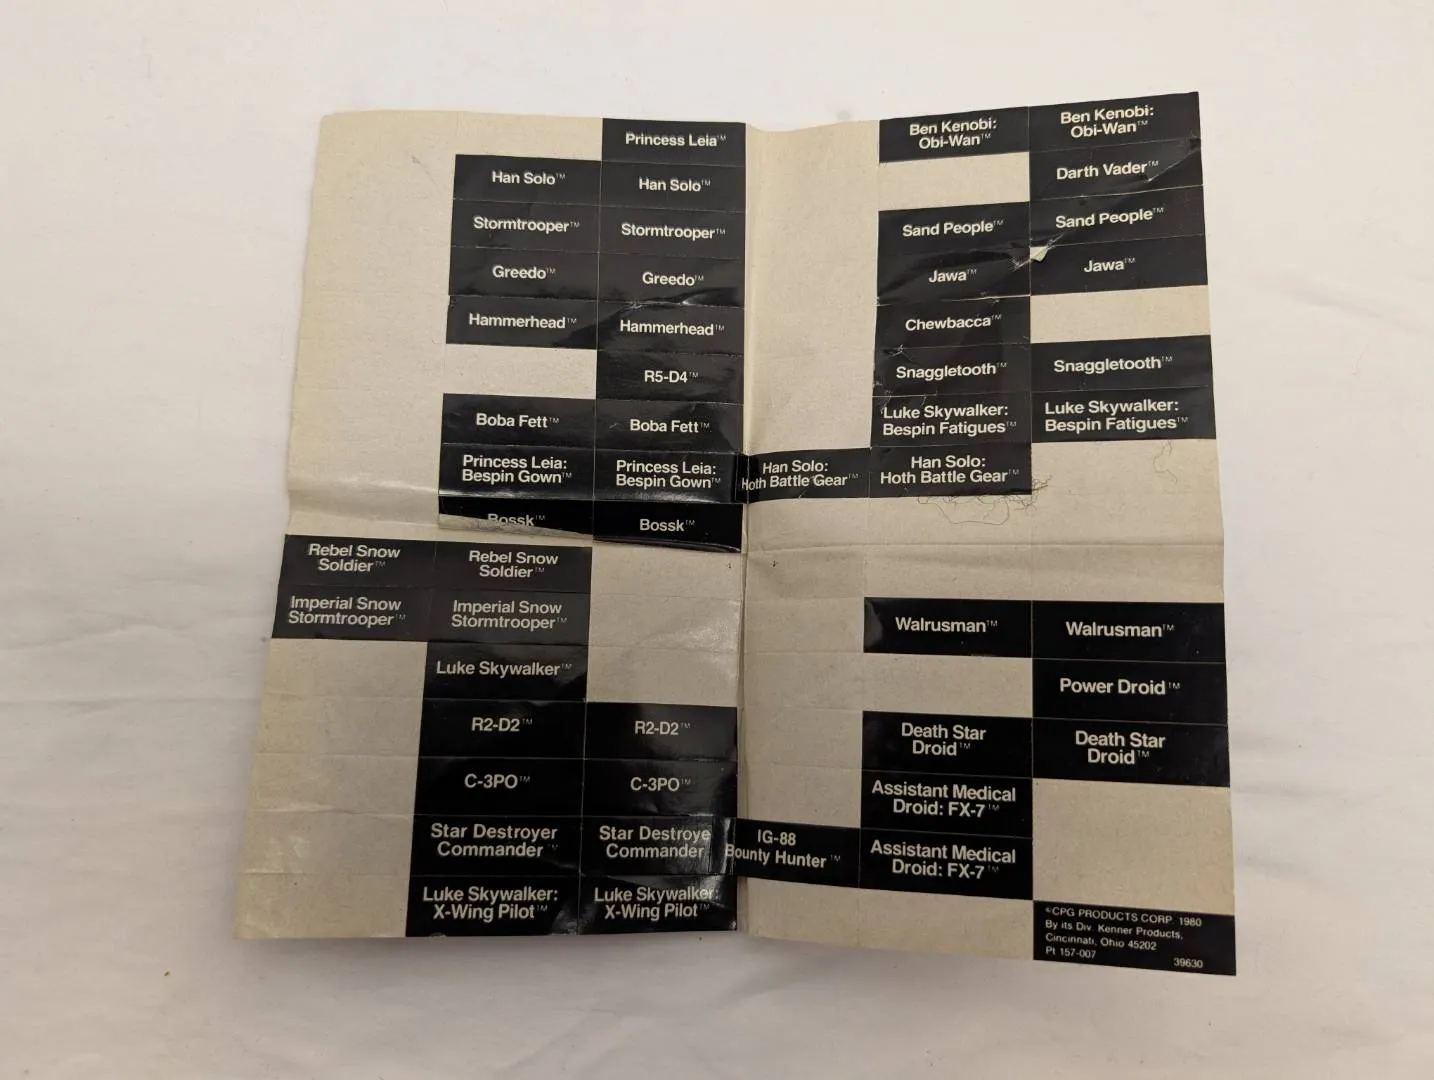 Princess Leia™
Han Solo™
Han Solo™
Stormtrooper™
Stormtrooper™
Greedo™
Greedo™
Hammerhead™
Hammerhead™
R5-D4™
Boba Fett™
Boba Fett™
Princess Leia:
Bespin Gown™
Princess Leia:
Bespin Gown™
Bossk™
Bossk™
Ben Kenobi:
Obi-Wan™
Ben Kenobi:
Obi-Wan™
Darth Vader™
Sand People™
Sand People™
Jawa™
Jawa™
Chewbacca™
Snaggletooth™
Snaggletooth™
Luke Skywalker:
Bespin Fatigues™
Luke Skywalker:
Bespin Fatigues™
Han Solo:
Hoth Battle Gear™
Han Solo:
Hoth Battle Gear™
Rebel Snow
Soldier™
Rebel Snow
Soldier™
Imperial Snow
Stormtrooper™
Imperial Snow
Stormtrooper™
Luke Skywalker™
R2-D2™
R2-D2™
C-3PO™
C-3PO™
Star Destroyer
Commander™
Star Destroye
Commander
Luke Skywalker:
X-Wing Pilot™
Luke Skywalker:
X-Wing Pilot™
Walrusman™
Walrusman™
Power Droid™
Death Star
Droid™
Death Star
Droid™
Assistant Medical
Droid: FX-7™
IG-88
Bounty Hunter™
Assistant Medical
Droid: FX-7™
©CPG PRODUCTS CORP 1980
By its Div. Kenner Products,
Cincinnati, Ohio 45202
Pt 157-007
39630